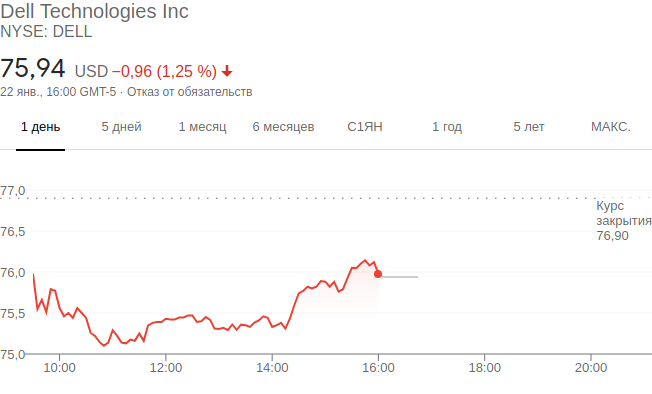 Dell Technologies Inc
NYSE: DELL
75,94 USD −0,96 (1,25 %)
22 янв., 16:00 GMT-5 · Отказ от обязательств
1 день 5 дней 1 месяц 6 месяцев С1ЯН 1 год 5 лет МАКС.
77,0
Курс
закрытия
76,90
76,5
76,0
75,5
75,0
10:00 12:00 14:00 16:00 18:00 20:00